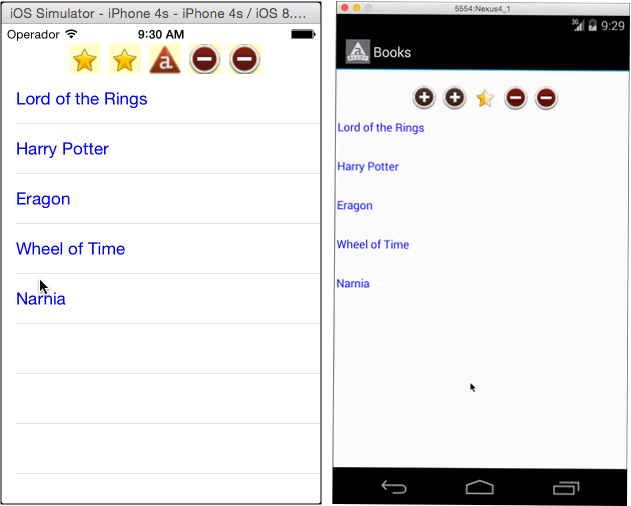 iOS Simulator - iPhone 4s - iPhone 4s / iOS 8....
Operador 9:30 AM
a
Lord of the Rings
Harry Potter
Eragon
Wheel of Time
Narnia
5554:Nexus4_1
3G 9:29
a ALLOY Books
Lord of the Rings
Harry Potter
Eragon
Wheel of Time
Narnia